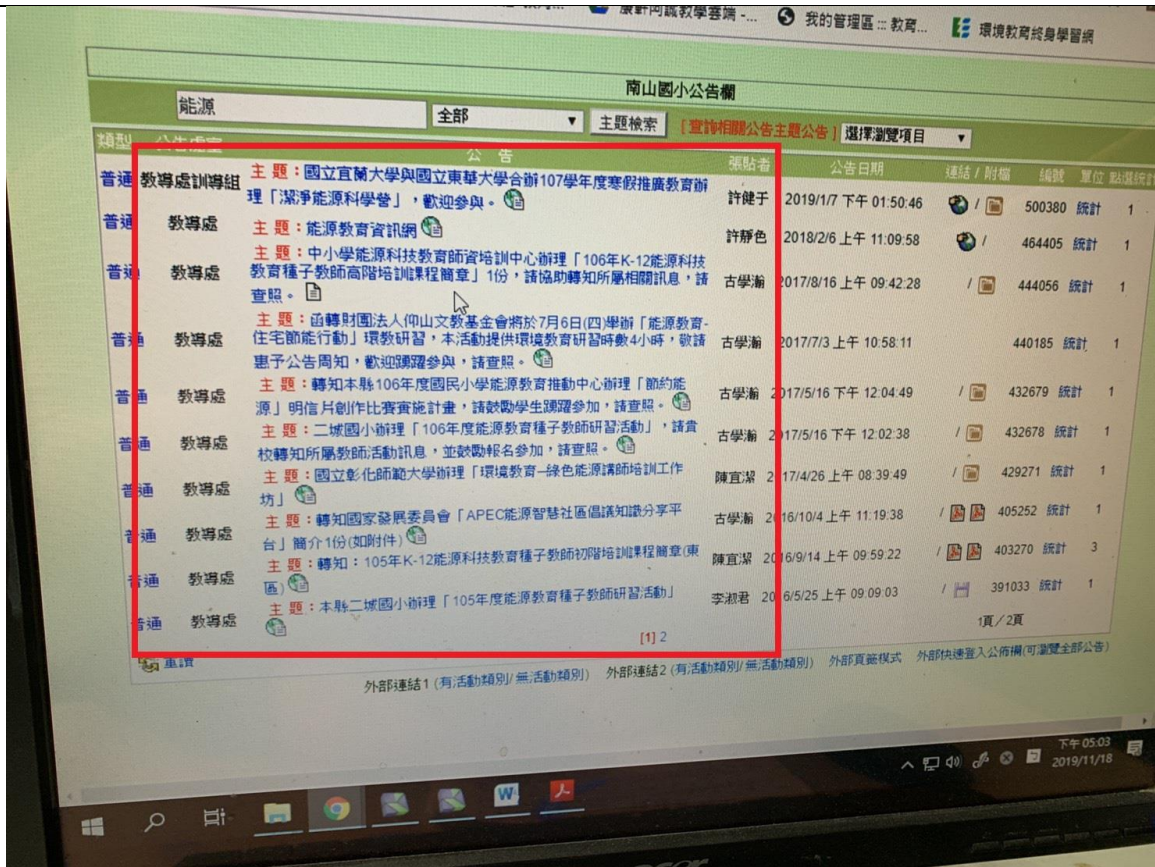 康軒阿誠教學塞端 -... 我的管理區 ::: 教育... 環境教育終身學習網
南山國小公告欄
能源 全部 主題檢索 [ 查詢相關公告主題公告 ] 選擇瀏覽項目
類型 公告處室 公 告 張貼者 公告日期 連結 / 附檔 編號 單位 點選統計
普通 教導處訓導組 主 題：國立宜蘭大學與國立東華大學合辦107學年度寒假推廣教育辦 許健于 2019/1/7 下午 01:50:46 / 500380 統計 1
理「潔淨能源科學營」，歡迎參與。
普通 教導處 主 題：能源教育資訊網 許靜色 2018/2/6 上午 11:09:58 / 464405 統計 1
主 題：中小學能源科技教育師資培訓中心辦理「106年K-12能源科技
普通 教導處 教育種子教師高階培訓課程簡章」1份，請協助轉知所屬相關訊息，請 古學瀚 2017/8/16 上午 09:42:28 / 444056 統計 1
查照。
主 題：函轉財團法人仰山文教基金會將於7月6日(四)舉辦「能源教育-
普通 教導處 住宅節能行動」環教研習，本活動提供環境教育研習時數4小時，敬請 古學瀚 2017/7/3 上午 10:58:11 440185 統計 1
惠予公告周知，歡迎踴躍參與，請查照。
普通 教導處 主 題：轉知本縣106年度國民小學能源教育推動中心辦理「節約能 古學瀚 2017/5/16 下午 12:04:49 / 432679 統計 1
源」明信片創作比賽實施計畫，請鼓勵學生踴躍參加，請查照。
普通 教導處 主 題：二城國小辦理「106年度能源教育種子教師研習活動」，請貴 古學瀚 2017/5/16 下午 12:02:38 / 432678 統計 1
校轉知所屬教師活動訊息，並鼓勵報名參加，請查照。
普通 教導處 主 題：國立彰化師範大學辦理「環境教育–綠色能源講師培訓工作 陳宜潔 2017/4/26 上午 08:39:49 / 429271 統計 1
坊」
普通 教導處 主 題：轉知國家發展委員會「APEC能源智慧社區倡議知識分享平 古學瀚 2016/10/4 上午 11:19:38 / 405252 統計 1
台」簡介1份(如附件)
普通 教導處 主 題：轉知：105年K-12能源科技教育種子教師初階培訓課程簡章(東 陳宜潔 2016/9/14 上午 09:59:22 / 403270 統計 3
區)
普通 教導處 主 題：本縣二城國小辦理「105年度能源教育種子教師研習活動」 李淑君 2016/5/25 上午 09:09:03 / 391033 統計 1
[1] 2 1頁／2頁
重讀
外部連結1 (有活動類別/ 無活動類別) 外部連結2 (有活動類別/ 無活動類別) 外部頁籤模式 外部快速登入公佈欄(可瀏覽全部公告)
下午 05:03
2019/11/18